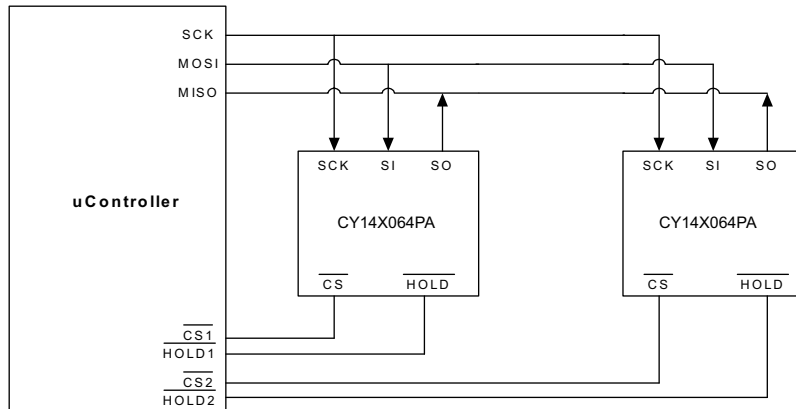 SCK
MOSI
MISO
uController
SCK SI SO
CY14X064PA
CS HOLD
SCK SI SO
CY14X064PA
CS HOLD
CS1
HOLD1
CS2
HOLD2